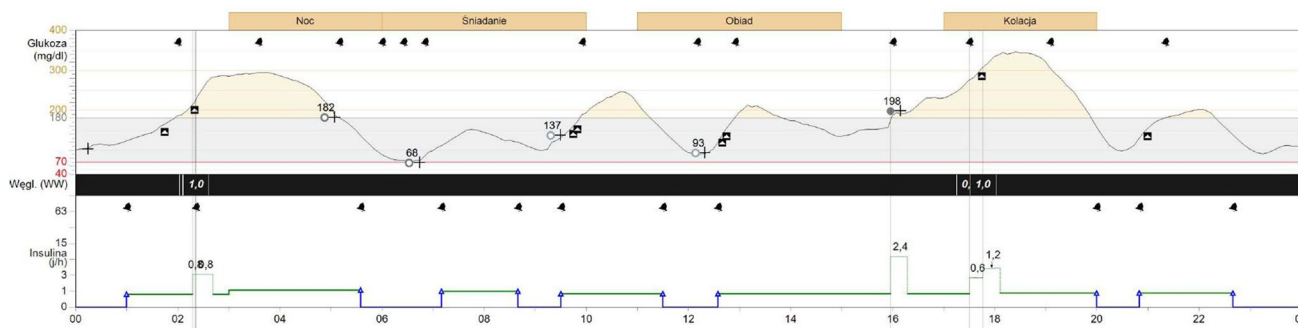 Noc Śniadanie Obiad Kolacja
400
Glukoza
(mg/dl)
300
200
180
182
137
93
198
68
70
40
Węgl. (WW)
1,0 0, 1,0
63
15
Insulina
(j/h)
3
1
0
0,8 0,8
2,4
0,6
1,2
00 02 04 06 08 10 12 14 16 18 20 22